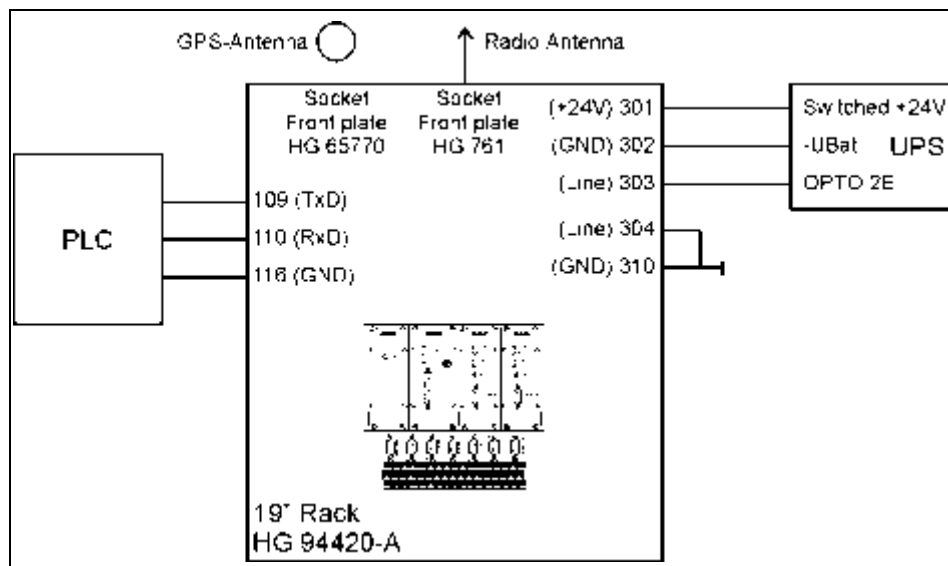 GPS-Antenna
Radio Antenna
Socket
Front plate
HG 65770
Socket
Front plate
HG 761
(+24V) 301
(GND) 302
(Line) 303
(Line) 304
(GND) 310
Switched +24V
-UBat
UPS
OPTO 2E
PLC
109 (TxD)
110 (RxD)
116 (GND)
19" Rack
HG 94420-A